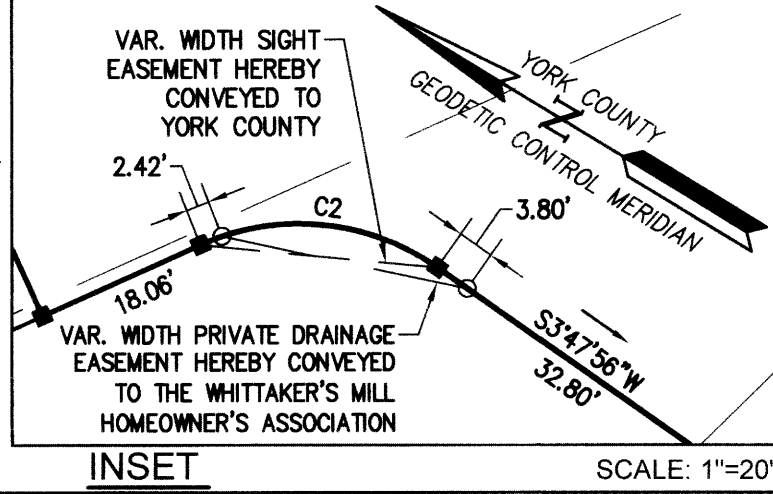 VAR. WIDTH SIGHT
EASEMENT HEREBY
CONVEYED TO
YORK COUNTY
YORK COUNTY
GEODETIC CONTROL MERIDIAN
N
2.42'
C2
3.80'
18.06'
VAR. WIDTH PRIVATE DRAINAGE
EASEMENT HEREBY CONVEYED
TO THE WHITTAKER'S MILL
HOMEOWNER'S ASSOCIATION
S3°47'56"W
32.80'
INSET
SCALE: 1"=20'